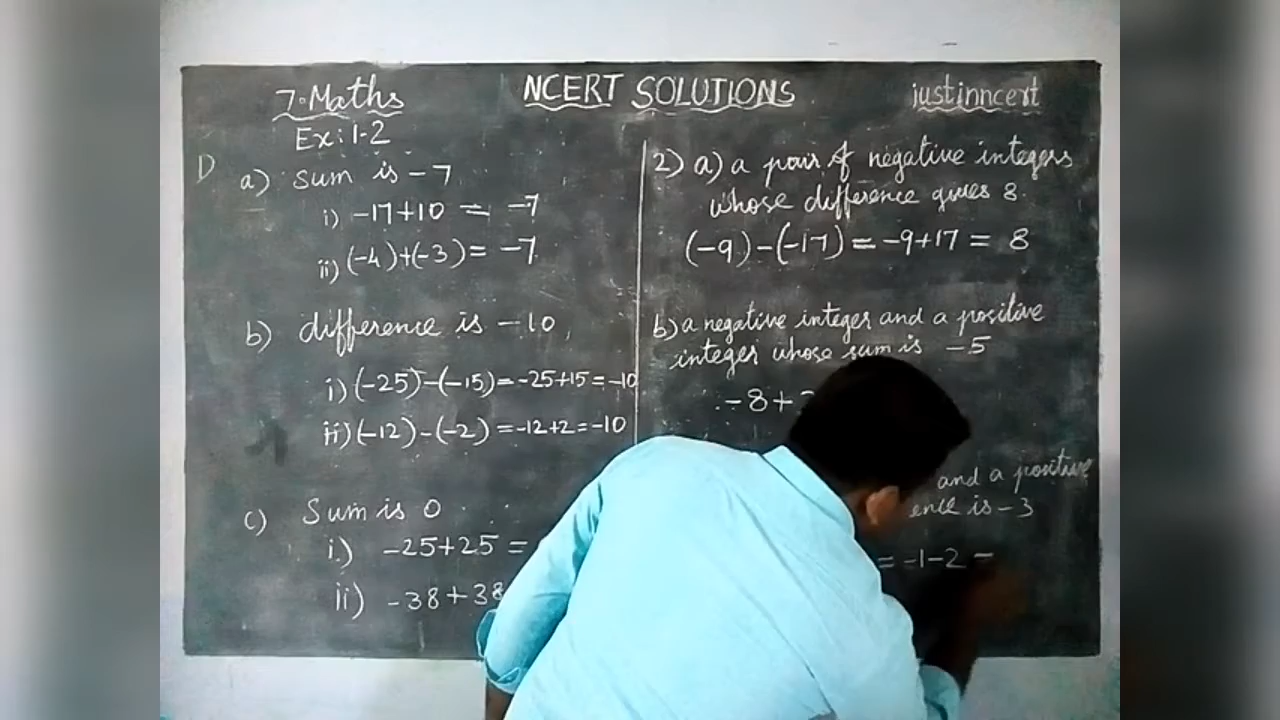 7. Maths
NCERT SOLUTIONS
justinncert
Ex: 1.2
1)
a) Sum is -7
i) -17+10 = -7
ii) (-4)+(-3) = -7
b) difference is -10
i) (-25)-(-15) = -25+15 = -10
ii) (-12)-(-2) = -12+2 = -10
c) Sum is 0
i.) -25+25 =
ii) -38+38
2) a) a pair of negative integers
whose difference gives 8.
(-9)-(-17) = -9+17 = 8
b) a negative integer and a positive
integer whose sum is -5
-8+
and a positive
is -3
= -1-2 =